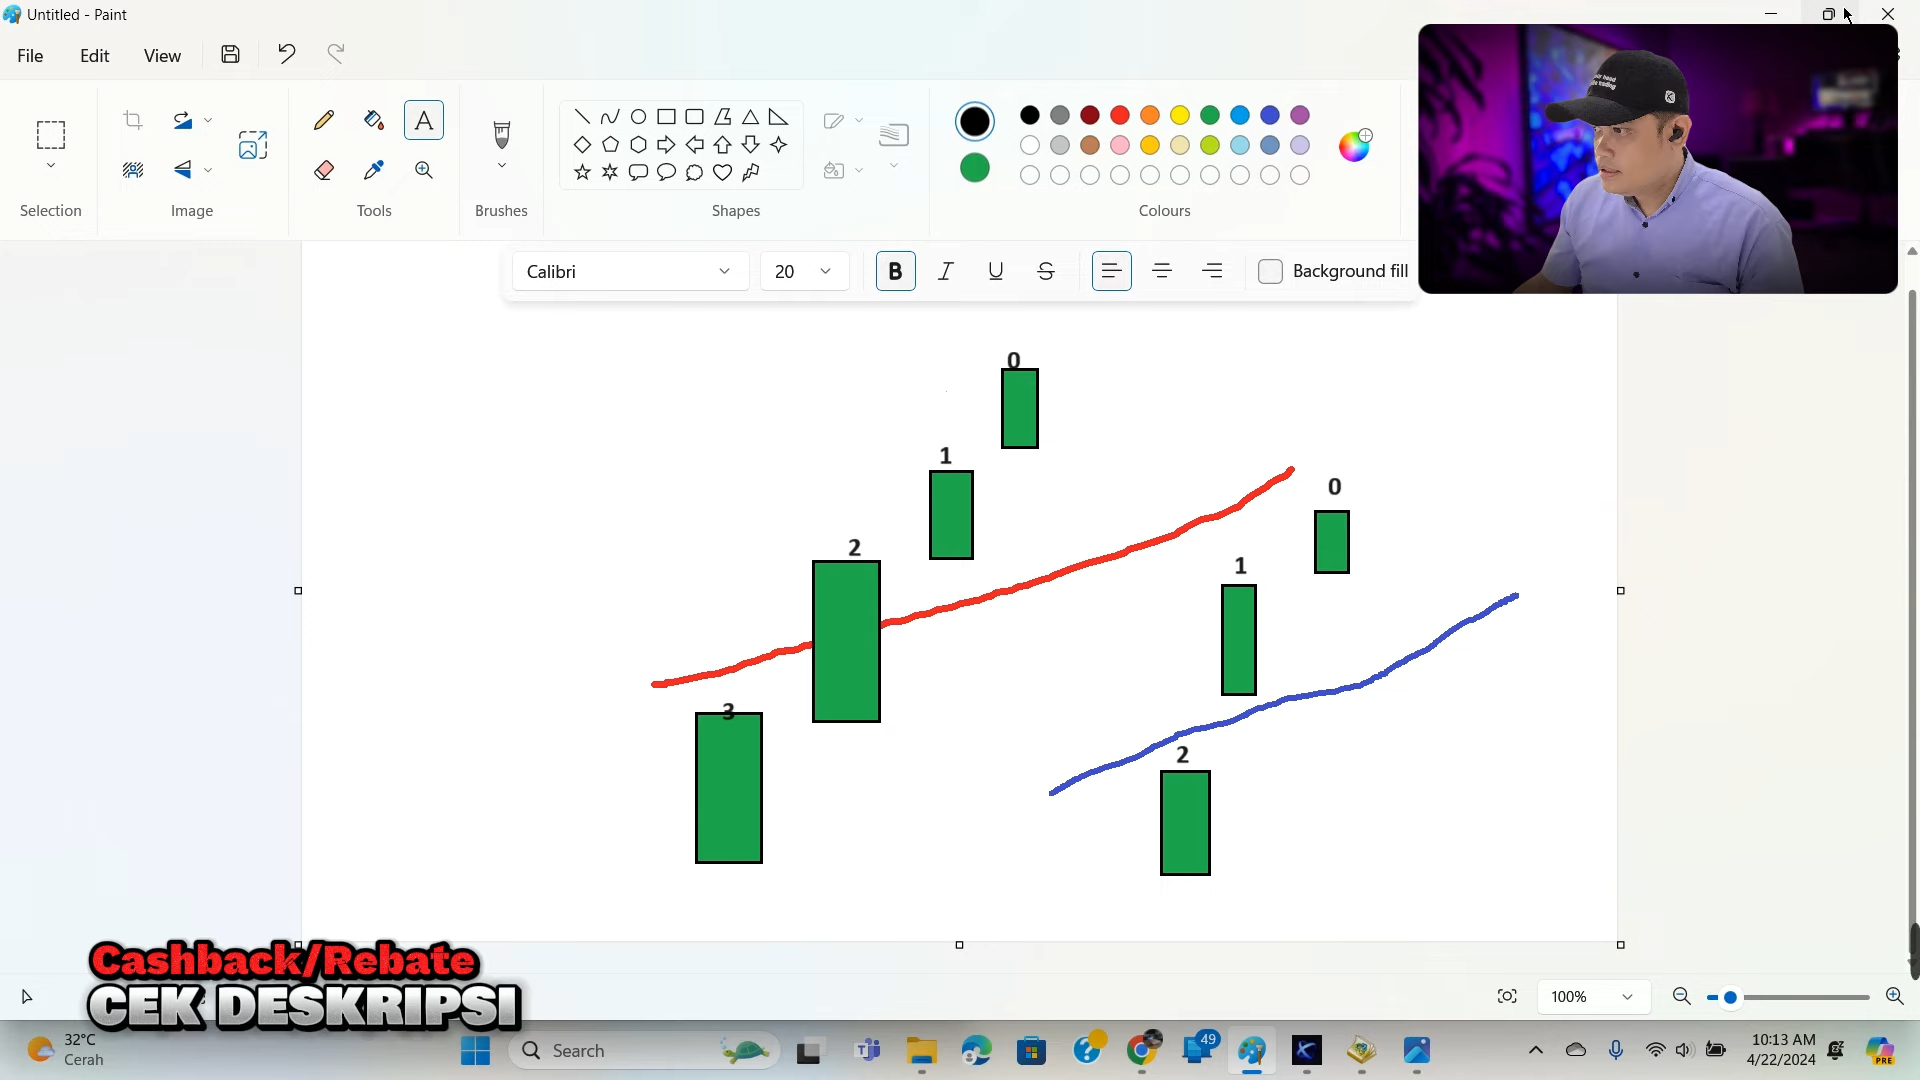 Untitled - Paint
File Edit View
Selection Image Tools Brushes Shapes Colours
Calibri 20 B I U S Background fill
0
1
0
2
1
3
2
Cashback/Rebate
CEK DESKRIPSI
100%
32°C
Cerah
Search
49
10:13 AM
4/22/2024
PRE